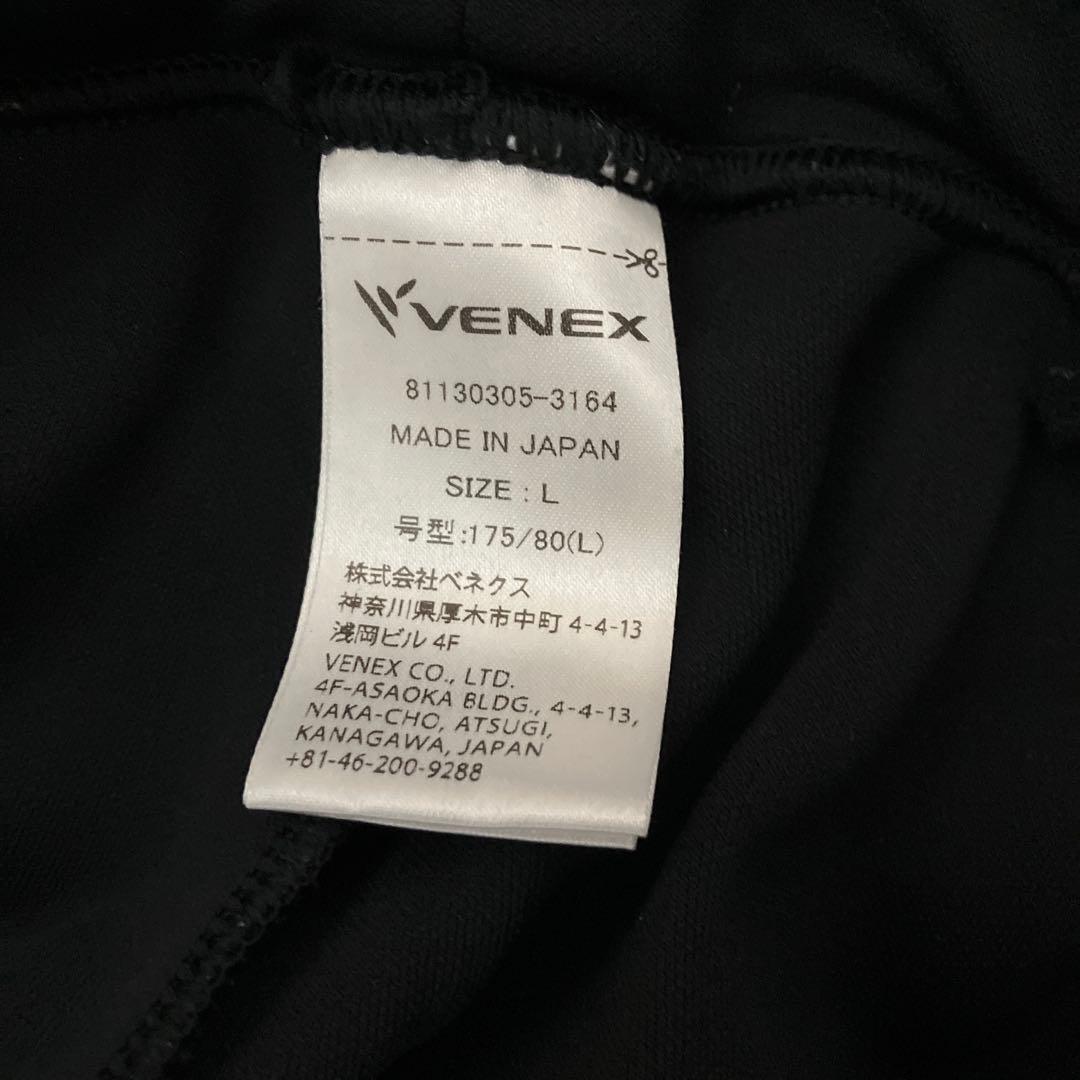 VENEX
81130305-3164
MADE IN JAPAN
SIZE : L
号型:175/80(L)
株式会社ベネクス
神奈川県厚木市中町 4-4-13
浅岡ビル 4F
VENEX CO., LTD.
4F-ASAOKA BLDG., 4-4-13,
NAKA-CHO, ATSUGI,
KANAGAWA, JAPAN
+81-46-200-9288